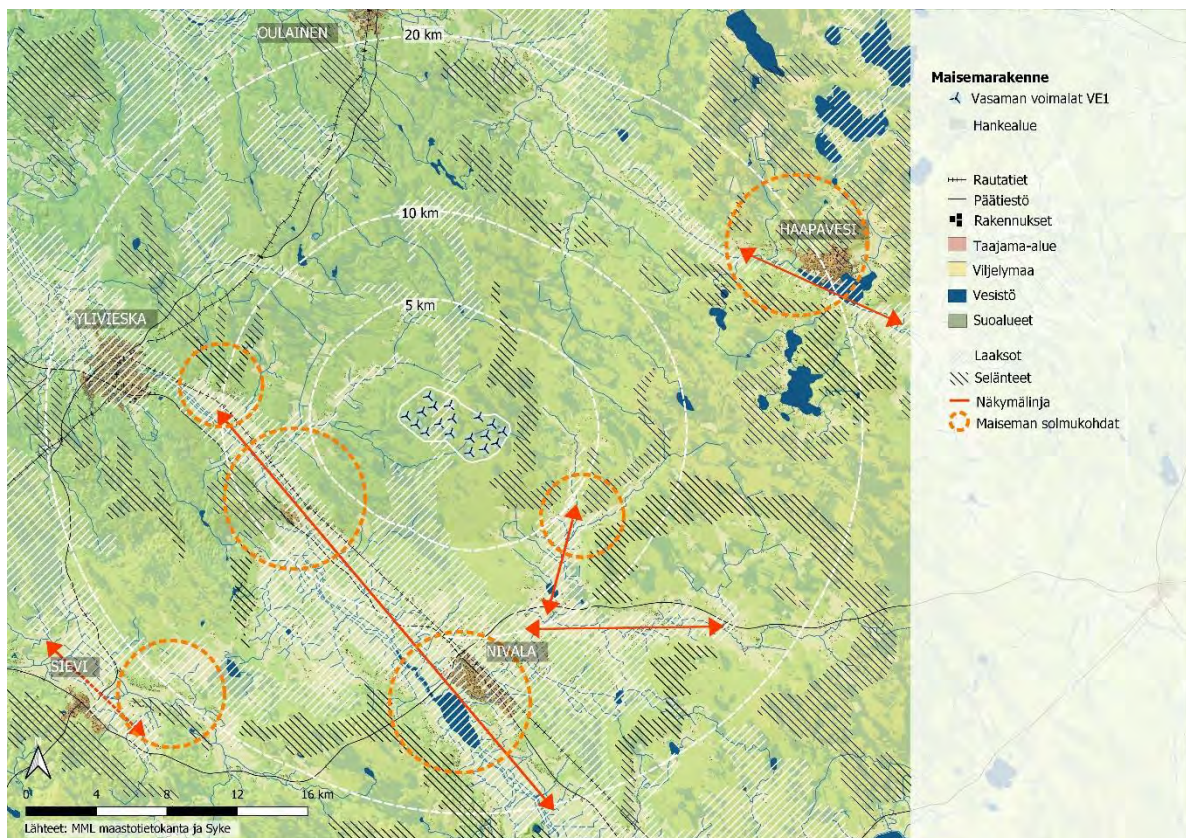 OULAINEN
20 km
HAAPAVESI
10 km
5 km
YLIVIESKA
NIVALA
SIEVI
0 4 8 12 16 km
Lähteet: MML maastotietokanta ja Syke
Maisemarakenne
Vasaman voimalat VE1
Hankealue
Rautatiet
Päätiestö
Rakennukset
Taajama-alue
Viljelymaa
Vesistö
Suoalueet
Laaksot
Selänteet
Näkymälinja
Maiseman solmukohdat